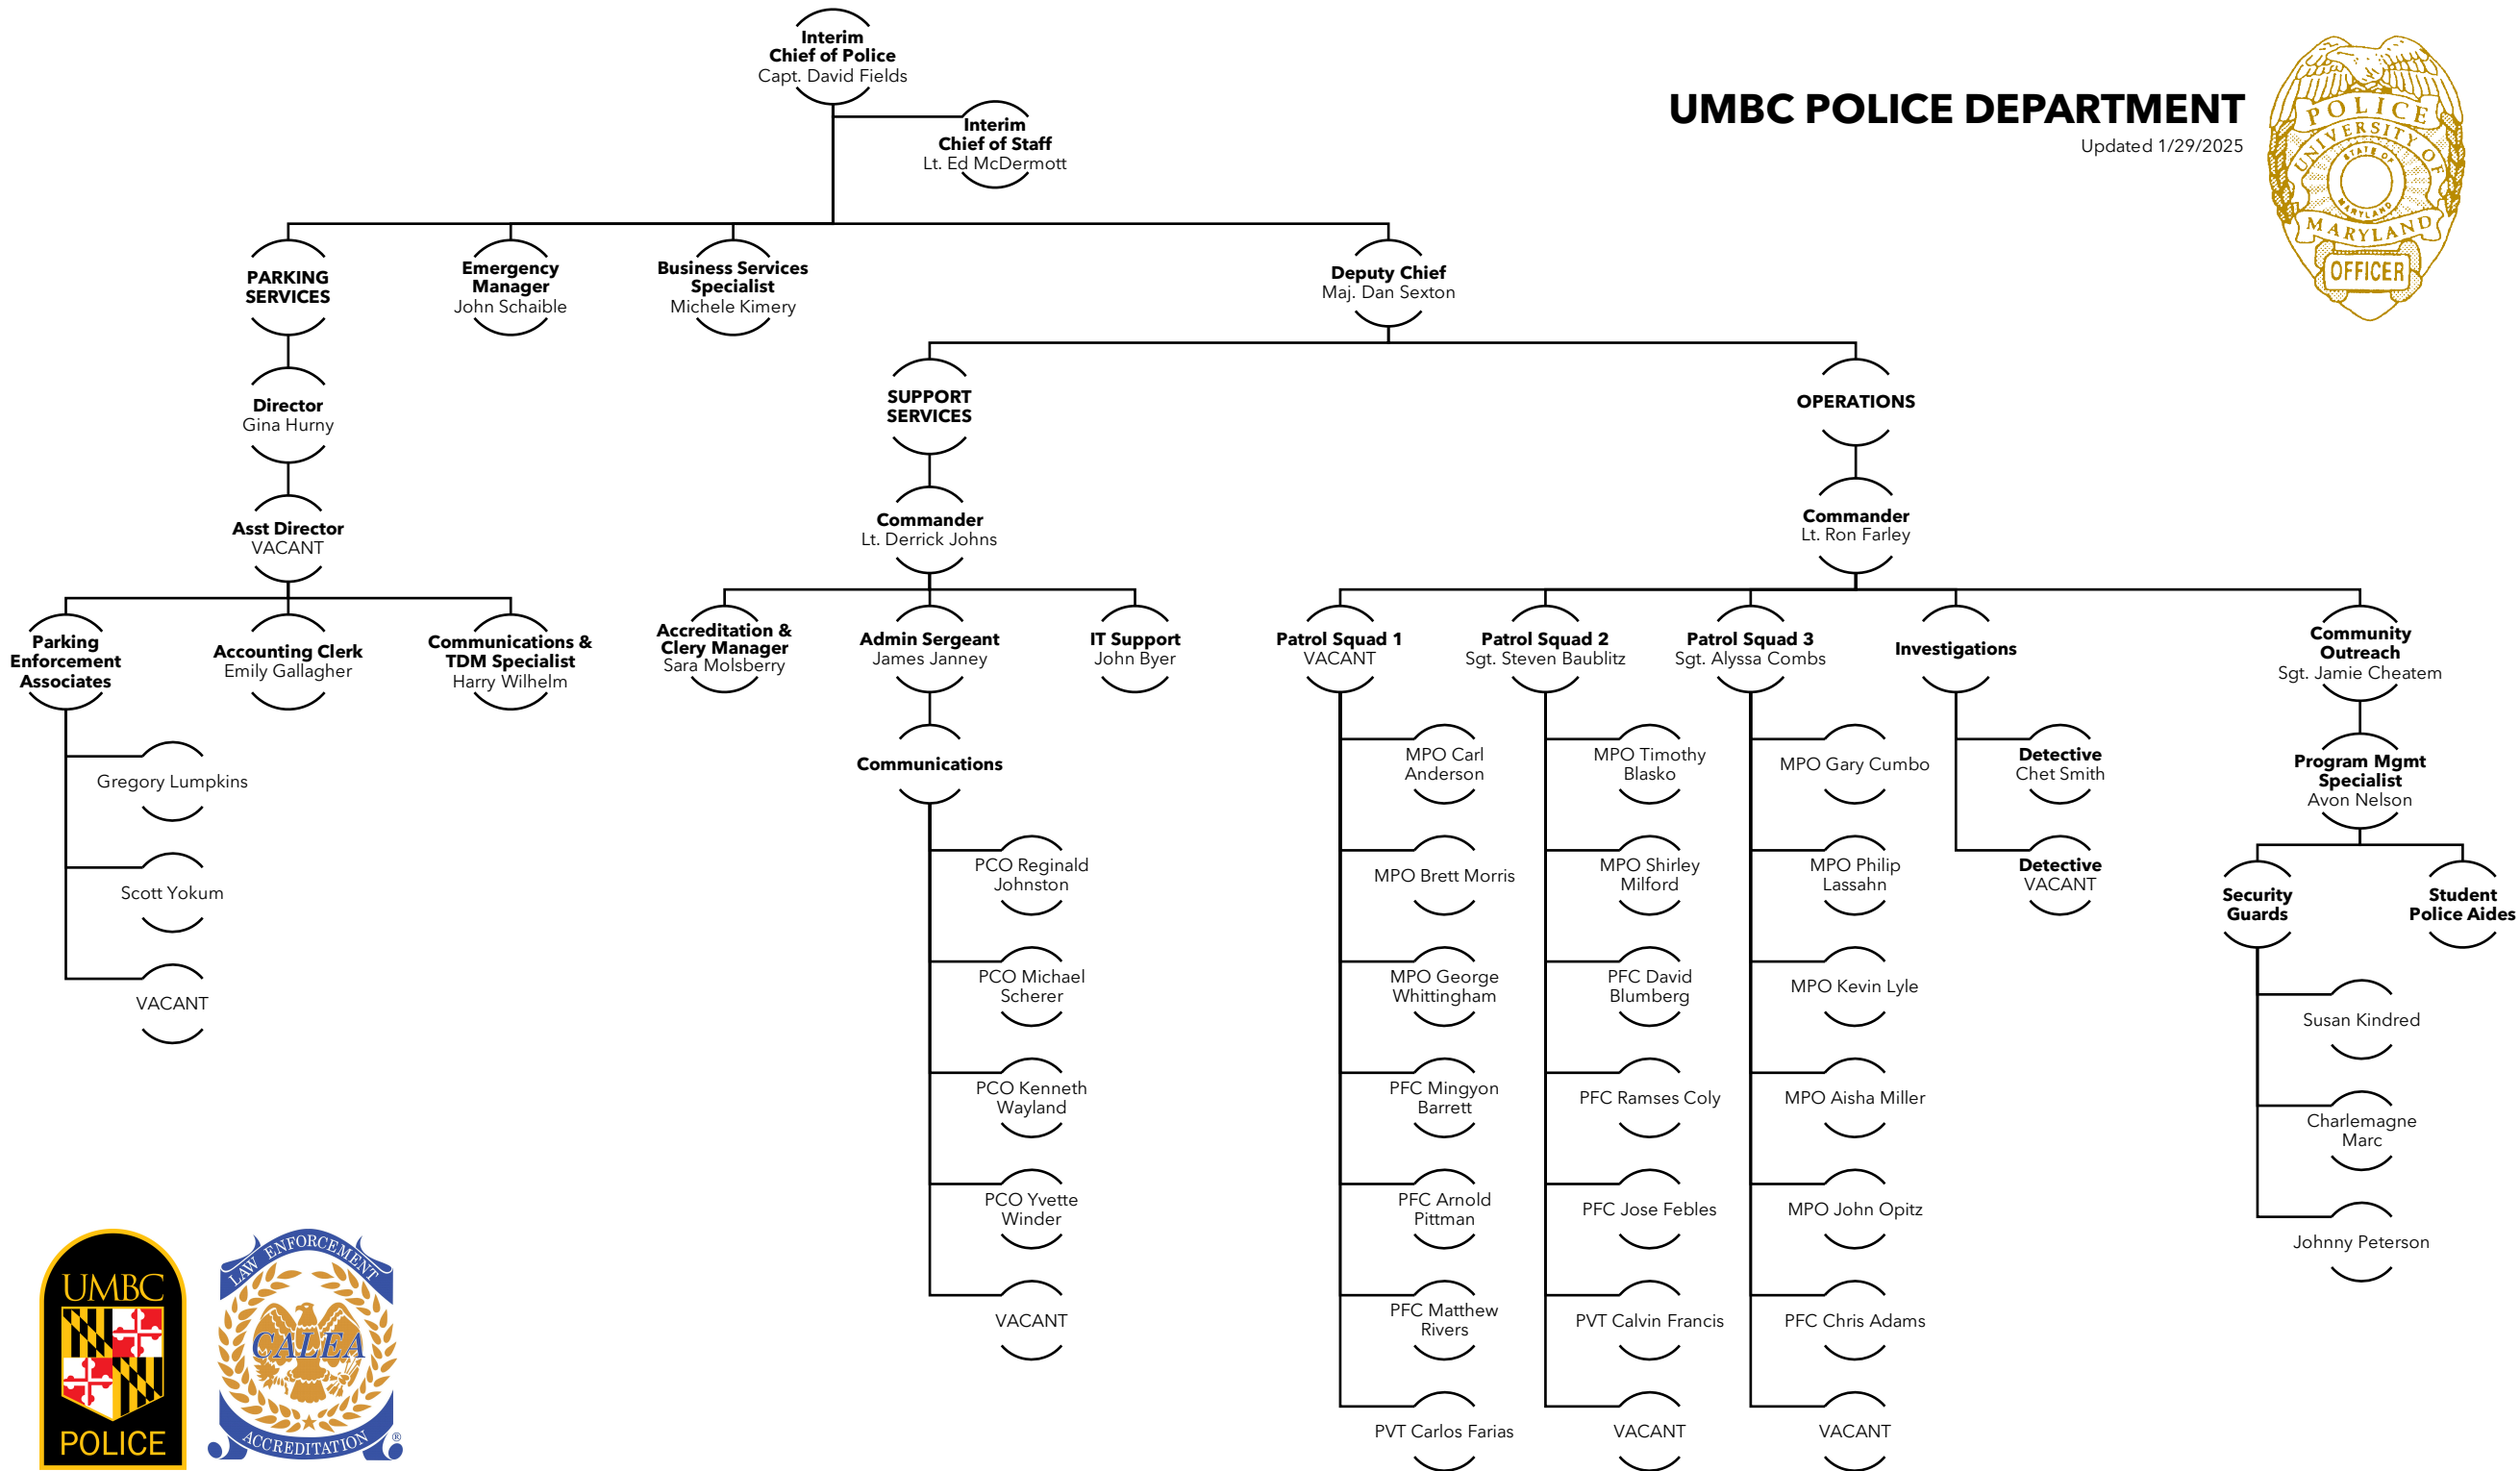 Interim
Chief of Police
Capt. David Fields
Interim
Chief of Staff
Lt. Ed McDermott
UMBC POLICE DEPARTMENT
Updated 1/29/2025
POLICE
UNIVERSITY OF
STATE OF
MARYLAND
MARYLAND
OFFICER
PARKING
SERVICES
Emergency
Manager
John Schaible
Business Services
Specialist
Michele Kimery
Deputy Chief
Maj. Dan Sexton
Director
Gina Hurny
SUPPORT
SERVICES
OPERATIONS
Asst Director
VACANT
Commander
Lt. Derrick Johns
Commander
Lt. Ron Farley
Parking
Enforcement
Associates
Accounting Clerk
Emily Gallagher
Communications &
TDM Specialist
Harry Wilhelm
Accreditation &
Clery Manager
Sara Molsberry
Admin Sergeant
James Janney
IT Support
John Byer
Patrol Squad 1
VACANT
Patrol Squad 2
Sgt. Steven Baublitz
Patrol Squad 3
Sgt. Alyssa Combs
Investigations
Community
Outreach
Sgt. Jamie Cheatem
Gregory Lumpkins
Scott Yokum
VACANT
Communications
PCO Reginald
Johnston
PCO Michael
Scherer
PCO Kenneth
Wayland
PCO Yvette
Winder
VACANT
MPO Carl
Anderson
MPO Brett Morris
MPO George
Whittingham
PFC Mingyon
Barrett
PFC Arnold
Pittman
PFC Matthew
Rivers
PVT Carlos Farias
MPO Timothy
Blasko
MPO Shirley
Milford
PFC David
Blumberg
PFC Ramses Coly
PFC Jose Febles
PVT Calvin Francis
VACANT
MPO Gary Cumbo
MPO Philip
Lassahn
MPO Kevin Lyle
MPO Aisha Miller
MPO John Opitz
PFC Chris Adams
VACANT
Detective
Chet Smith
Detective
VACANT
Program Mgmt
Specialist
Avon Nelson
Security
Guards
Student
Police Aides
Susan Kindred
Charlemagne
Marc
Johnny Peterson
UMBC
POLICE
LAW ENFORCEMENT
CALEA
ACCREDITATION
®